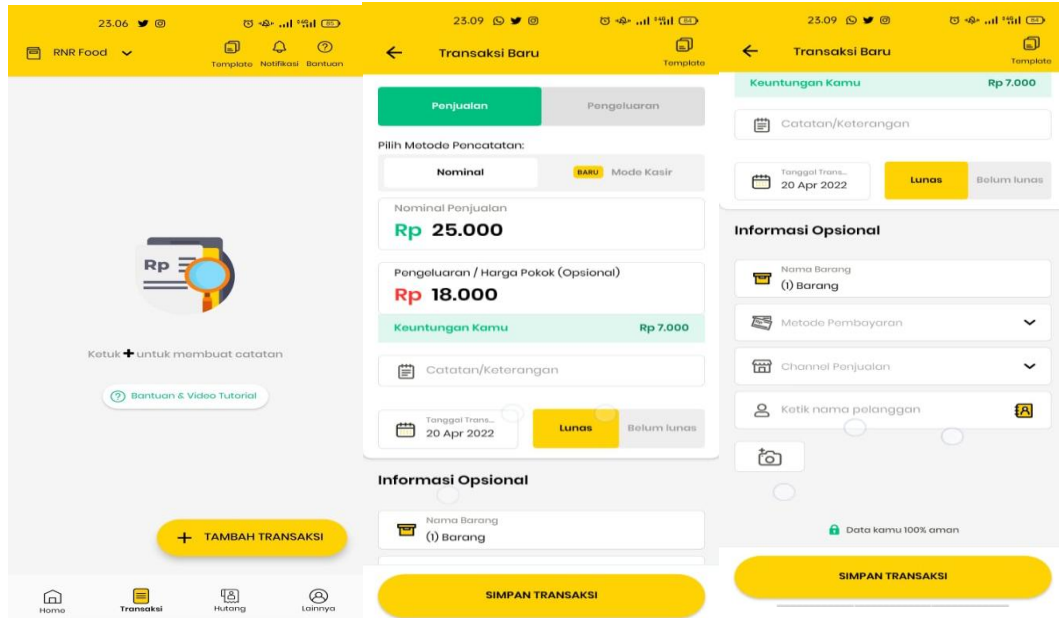 23.06
RNR Food
Template Notifikasi Bantuan
Rp
Ketuk + untuk membuat catatan
Bantuan & Video Tutorial
+ TAMBAH TRANSAKSI
Home Transaksi Hutang Lainnya
23.09
Transaksi Baru
Template
Penjualan Pengeluaran
Pilih Metode Pencatatan:
Nominal BARU Mode Kasir
Nominal Penjualan
Rp 25.000
Pengeluaran / Harga Pokok (Opsional)
Rp 18.000
Keuntungan Kamu Rp 7.000
Catatan/Keterangan
Tanggal Trans...
20 Apr 2022
Lunas Belum lunas
Informasi Opsional
Nama Barang
(1) Barang
SIMPAN TRANSAKSI
23.09
Transaksi Baru
Template
Keuntungan Kamu Rp 7.000
Catatan/Keterangan
Tanggal Trans...
20 Apr 2022
Lunas Belum lunas
Informasi Opsional
Nama Barang
(1) Barang
Metode Pembayaran
Channel Penjualan
Ketik nama pelanggan
Data kamu 100% aman
SIMPAN TRANSAKSI